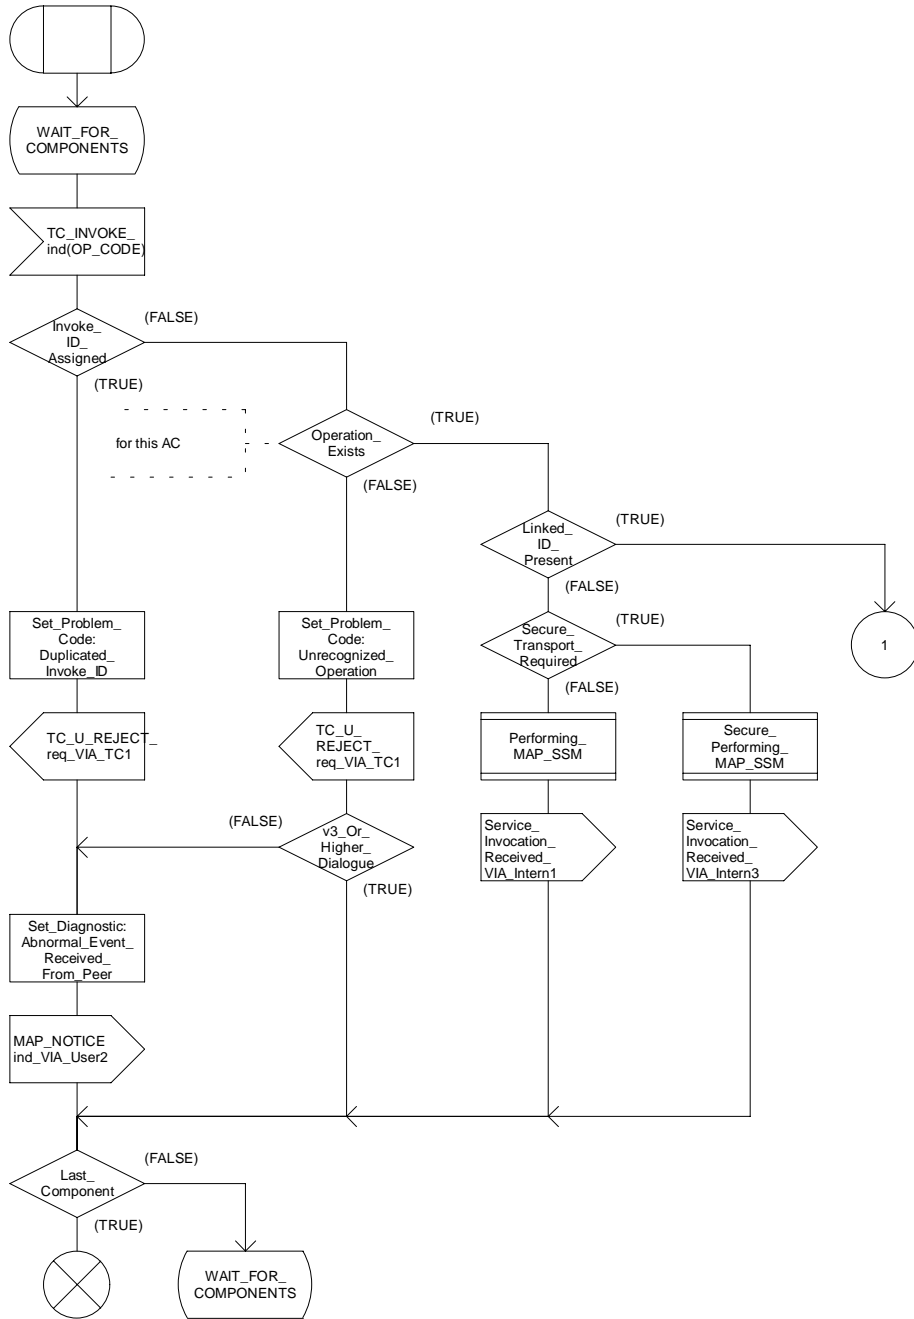 WAIT_FOR_
COMPONENTS
TC_INVOKE_
ind(OP_CODE)
(FALSE)
Invoke_
ID_
Assigned
(TRUE)
for this AC
(TRUE)
Operation_
Exists
(FALSE)
(TRUE)
Linked_
ID_
Present
(FALSE)
Set_Problem_
Code:
Duplicated_
Invoke_ID
Set_Problem_
Code:
Unrecognized_
Operation
(TRUE)
Secure_
Transport_
Required
(FALSE)
1
TC_U_REJECT_
req_VIA_TC1
TC_U_
REJECT_
req_VIA_TC1
Performing_
MAP_SSM
Secure_
Performing_
MAP_SSM
(FALSE)
v3_Or_
Higher_
Dialogue
(TRUE)
Service_
Invocation_
Received_
VIA_Intern1
Service_
Invocation_
Received_
VIA_Intern3
Set_Diagnostic:
Abnormal_Event_
Received_
From_Peer
MAP_NOTICE
ind_VIA_User2
(FALSE)
Last_
Component
(TRUE)
WAIT_FOR_
COMPONENTS